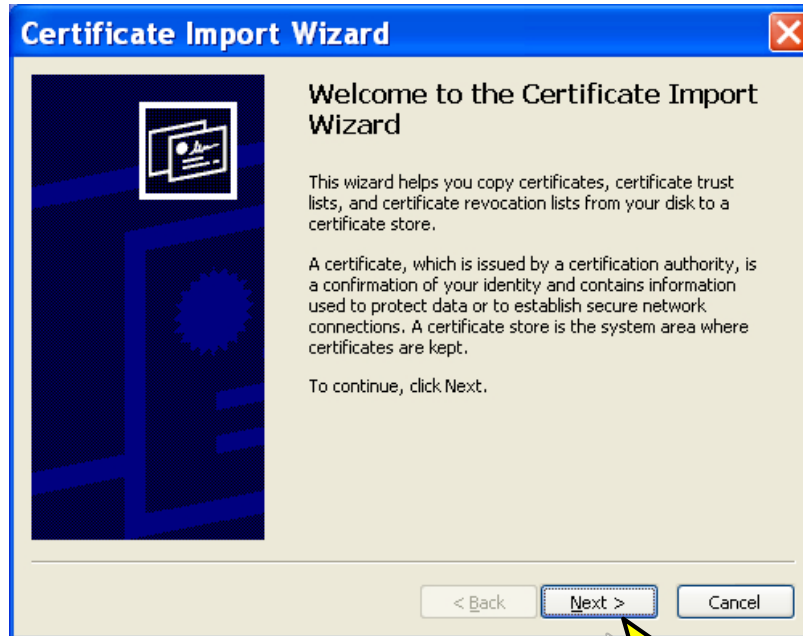 Certificate Import Wizard
Welcome to the Certificate Import
Wizard
This wizard helps you copy certificates, certificate trust
lists, and certificate revocation lists from your disk to a
certificate store.
A certificate, which is issued by a certification authority, is
a confirmation of your identity and contains information
used to protect data or to establish secure network
connections. A certificate store is the system area where
certificates are kept.
To continue, click Next.
< Back Next > Cancel